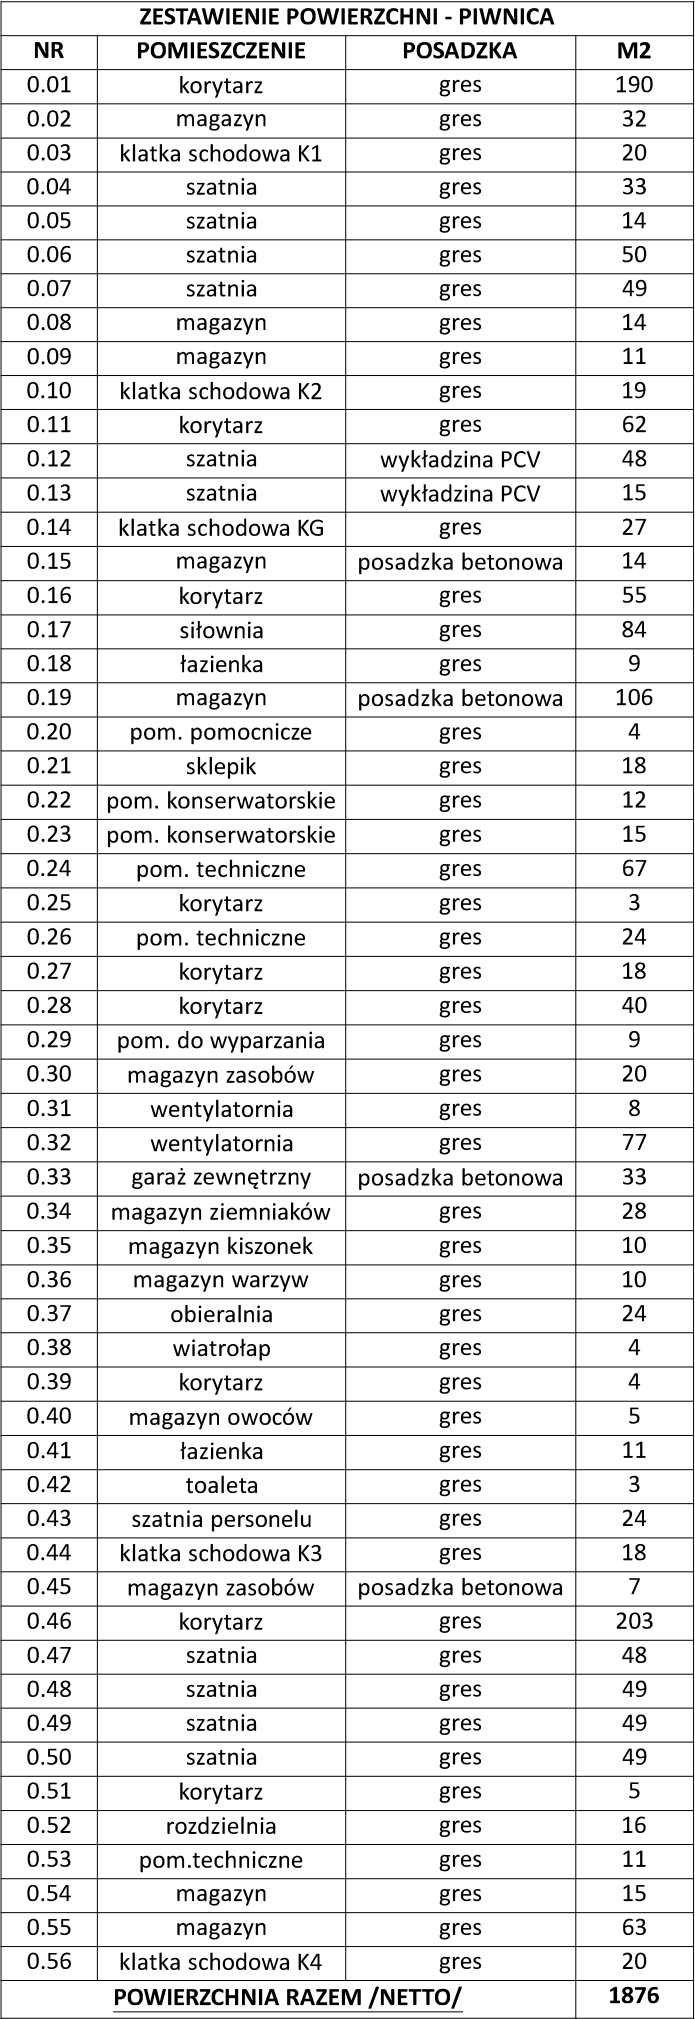 ZESTAWIENIE POWIERZCHNI - PIWNICA
NR POMIESZCZENIE POSADZKA M2
0.01 korytarz gres 190
0.02 magazyn gres 32
0.03 klatka schodowa K1 gres 20
0.04 szatnia gres 33
0.05 szatnia gres 14
0.06 szatnia gres 50
0.07 szatnia gres 49
0.08 magazyn gres 14
0.09 magazyn gres 11
0.10 klatka schodowa K2 gres 19
0.11 korytarz gres 62
0.12 szatnia wykładzina PCV 48
0.13 szatnia wykładzina PCV 15
0.14 klatka schodowa KG gres 27
0.15 magazyn posadzka betonowa 14
0.16 korytarz gres 55
0.17 siłownia gres 84
0.18 łazienka gres 9
0.19 magazyn posadzka betonowa 106
0.20 pom. pomocnicze gres 4
0.21 sklepik gres 18
0.22 pom. konserwatorskie gres 12
0.23 pom. konserwatorskie gres 15
0.24 pom. techniczne gres 67
0.25 korytarz gres 3
0.26 pom. techniczne gres 24
0.27 korytarz gres 18
0.28 korytarz gres 40
0.29 pom. do wyparzania gres 9
0.30 magazyn zasobów gres 20
0.31 wentylatornia gres 8
0.32 wentylatornia gres 77
0.33 garaż zewnętrzny posadzka betonowa 33
0.34 magazyn ziemniaków gres 28
0.35 magazyn kiszonek gres 10
0.36 magazyn warzyw gres 10
0.37 obieralnia gres 24
0.38 wiatrołap gres 4
0.39 korytarz gres 4
0.40 magazyn owoców gres 5
0.41 łazienka gres 11
0.42 toaleta gres 3
0.43 szatnia personelu gres 24
0.44 klatka schodowa K3 gres 18
0.45 magazyn zasobów posadzka betonowa 7
0.46 korytarz gres 203
0.47 szatnia gres 48
0.48 szatnia gres 49
0.49 szatnia gres 49
0.50 szatnia gres 49
0.51 korytarz gres 5
0.52 rozdzielnia gres 16
0.53 pom.techniczne gres 11
0.54 magazyn gres 15
0.55 magazyn gres 63
0.56 klatka schodowa K4 gres 20
POWIERZCHNIA RAZEM /NETTO/ 1876